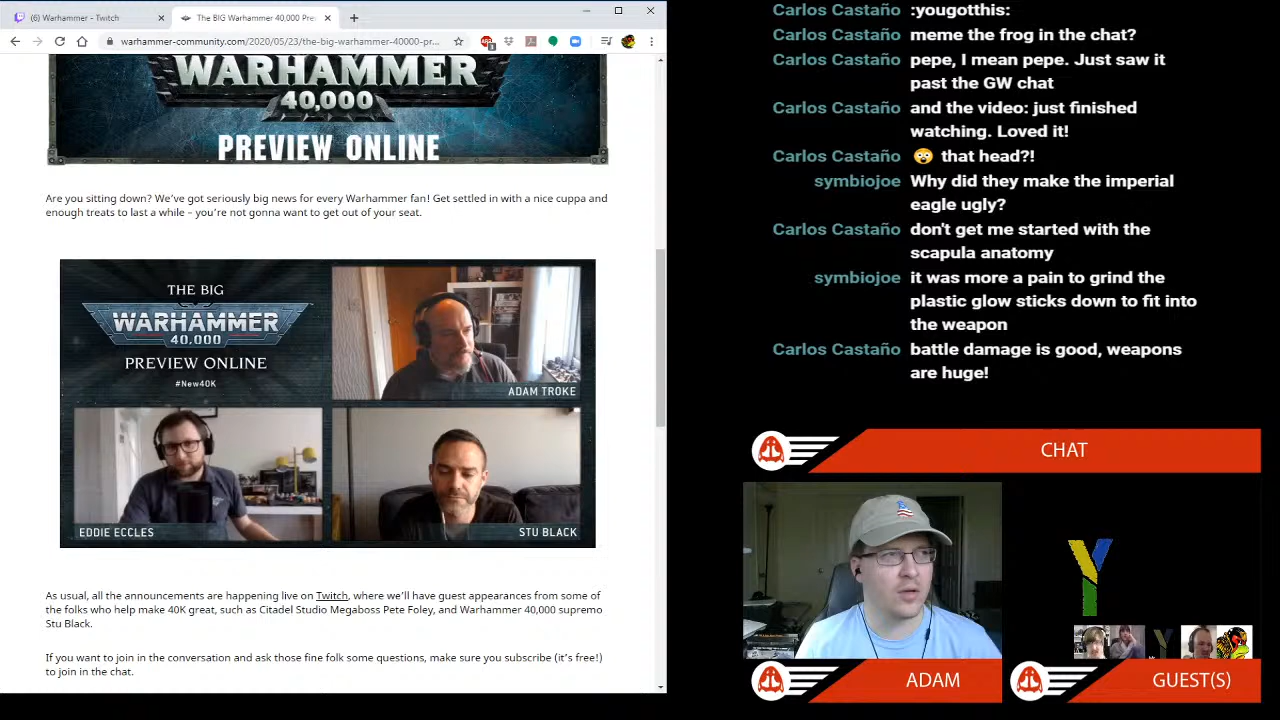 (6) Warhammer - Twitch
The BIG Warhammer 40,000 Pre
warhammer-community.com/2020/05/23/the-big-warhammer-40000-pr...
WARHAMMER
40,000
PREVIEW ONLINE
Are you sitting down? We've got seriously big news for every Warhammer fan! Get settled in with a nice cuppa and
enough treats to last a while – you're not gonna want to get out of your seat.
THE BIG
WARHAMMER
40,000
PREVIEW ONLINE
#New40K
ADAM TROKE
EDDIE ECCLES
STU BLACK
As usual, all the announcements are happening live on Twitch, where we'll have guest appearances from some of
the folks who help make 40K great, such as Citadel Studio Megaboss Pete Foley, and Warhammer 40,000 supremo
Stu Black.
If you want to join in the conversation and ask those fine folk some questions, make sure you subscribe (it's free!)
to join in the chat.
Carlos Castaño :yougotthis:
Carlos Castaño meme the frog in the chat?
Carlos Castaño pepe, I mean pepe. Just saw it
past the GW chat
Carlos Castaño and the video: just finished
watching. Loved it!
Carlos Castaño 😳 that head?!
symbiojoe Why did they make the imperial
eagle ugly?
Carlos Castaño don't get me started with the
scapula anatomy
symbiojoe it was more a pain to grind the
plastic glow sticks down to fit into
the weapon
Carlos Castaño battle damage is good, weapons
are huge!
CHAT
Y
ADAM
GUEST(S)